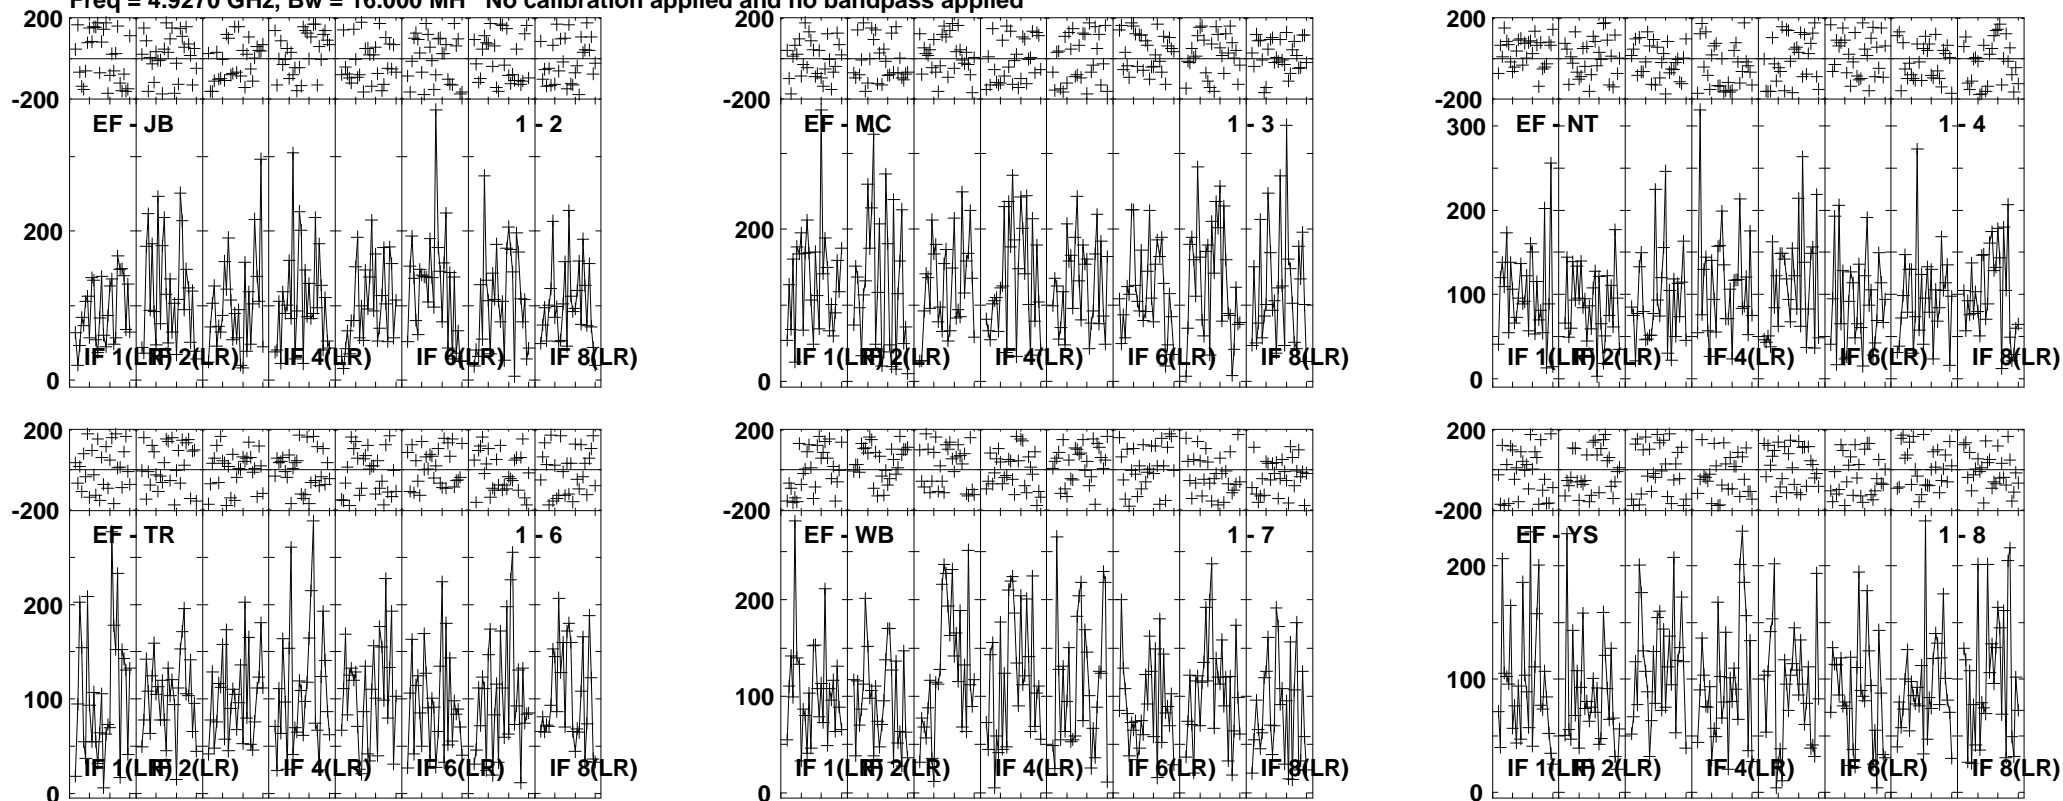 Freq = 4.9270 GHz, Bw = 16.000 MH No calibration applied and no bandpass applied
200
-200
EF - JB 1 - 2
200
0
IF 1(LR) IF 2(LR) IF 4(LR) IF 6(LR) IF 8(LR)
EF - MC 1 - 3
200
0
IF 1(LR) IF 2(LR) IF 4(LR) IF 6(LR) IF 8(LR)
200
-200
EF - NT 1 - 4
300
200
100
0
IF 1(LR) IF 2(LR) IF 4(LR) IF 6(LR) IF 8(LR)
200
-200
EF - TR 1 - 6
200
100
0
IF 1(LR) IF 2(LR) IF 4(LR) IF 6(LR) IF 8(LR)
200
-200
EF - WB 1 - 7
200
100
0
IF 1(LR) IF 2(LR) IF 4(LR) IF 6(LR) IF 8(LR)
200
-200
EF - YS 1 - 8
200
100
0
IF 1(LR) IF 2(LR) IF 4(LR) IF 6(LR) IF 8(LR)